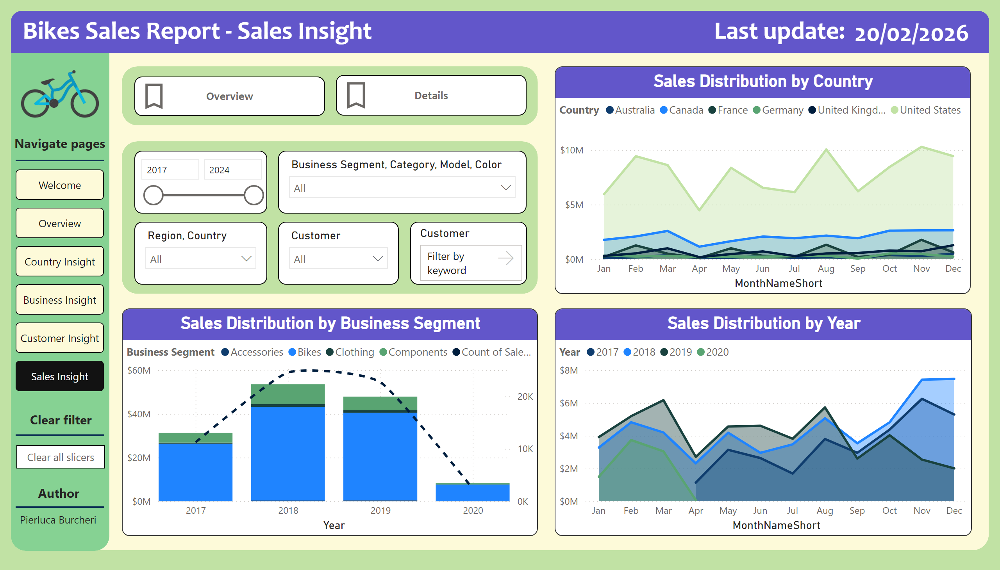 Bikes Sales Report - Sales Insight
Last update: 20/02/2026
Navigate pages
Welcome
Overview
Country Insight
Business Insight
Customer Insight
Sales Insight
Clear filter
Clear all slicers
Author
Pierluca Burcheri
Overview
Details
2017
2024
Business Segment, Category, Model, Color
All
Region, Country
All
Customer
All
Customer
Filter by
keyword
Sales Distribution by Country
Country Australia Canada France Germany United Kingd... United States
$10M
$5M
$0M
Jan Feb Mar Apr May Jun Jul Aug Sep Oct Nov Dec
MonthNameShort
Sales Distribution by Business Segment
Business Segment Accessories Bikes Clothing Components Count of Sale...
$60M
$40M
$20M
$0M
20K
10K
0K
2017 2018 2019 2020
Year
Sales Distribution by Year
Year 2017 2018 2019 2020
$8M
$6M
$4M
$2M
$0M
Jan Feb Mar Apr May Jun Jul Aug Sep Oct Nov Dec
MonthNameShort